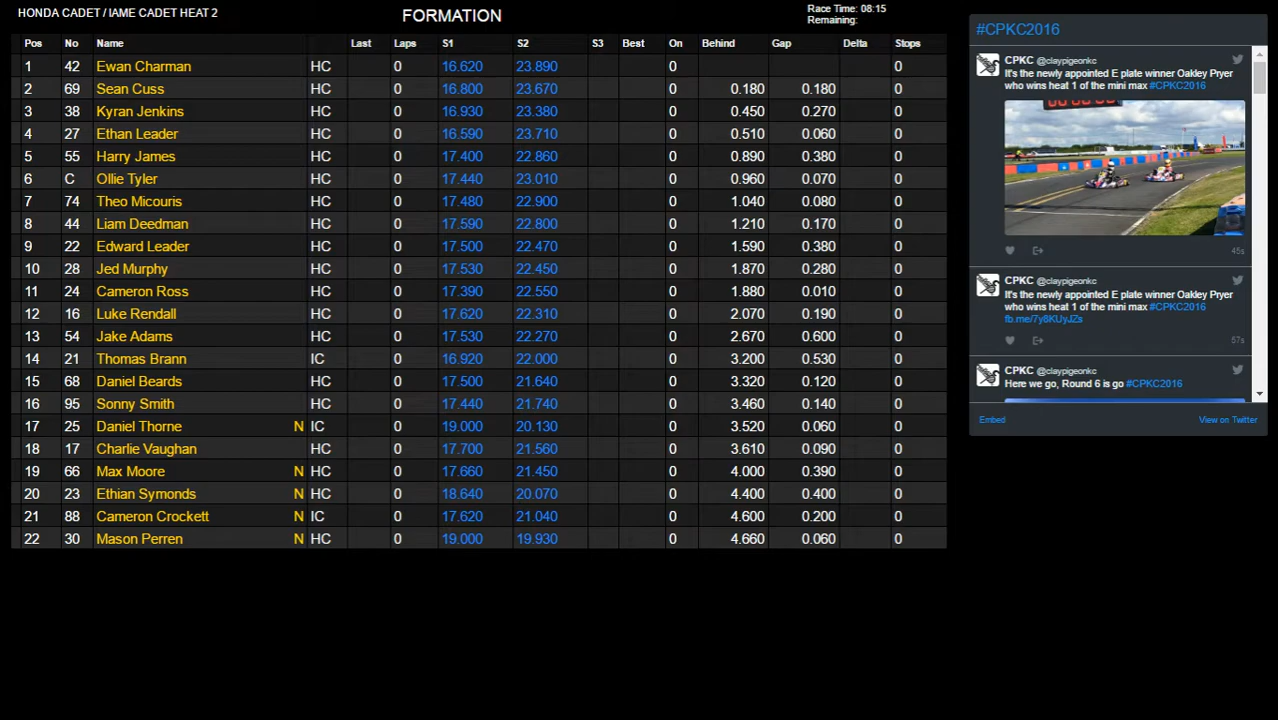 HONDA CADET / IAME CADET HEAT 2
FORMATION
Race Time: 08:15
Remaining:
Pos No Name Last Laps S1 S2 S3 Best On Behind Gap Delta Stops
1 42 Ewan Charman HC 0 16.620 23.890 0 0
2 69 Sean Cuss HC 0 16.800 23.670 0 0.180 0.180 0
3 38 Kyran Jenkins HC 0 16.930 23.380 0 0.450 0.270 0
4 27 Ethan Leader HC 0 16.590 23.710 0 0.510 0.060 0
5 55 Harry James HC 0 17.400 22.860 0 0.890 0.380 0
6 C Ollie Tyler HC 0 17.440 23.010 0 0.960 0.070 0
7 74 Theo Micouris HC 0 17.480 22.900 0 1.040 0.080 0
8 44 Liam Deedman HC 0 17.590 22.800 0 1.210 0.170 0
9 22 Edward Leader HC 0 17.500 22.470 0 1.590 0.380 0
10 28 Jed Murphy HC 0 17.530 22.450 0 1.870 0.280 0
11 24 Cameron Ross HC 0 17.390 22.550 0 1.880 0.010 0
12 16 Luke Rendall HC 0 17.620 22.310 0 2.070 0.190 0
13 54 Jake Adams HC 0 17.530 22.270 0 2.670 0.600 0
14 21 Thomas Brann IC 0 16.920 22.000 0 3.200 0.530 0
15 68 Daniel Beards HC 0 17.500 21.640 0 3.320 0.120 0
16 95 Sonny Smith HC 0 17.440 21.740 0 3.460 0.140 0
17 25 Daniel Thorne N IC 0 19.000 20.130 0 3.520 0.060 0
18 17 Charlie Vaughan HC 0 17.700 21.560 0 3.610 0.090 0
19 66 Max Moore N HC 0 17.660 21.450 0 4.000 0.390 0
20 23 Ethian Symonds N HC 0 18.640 20.070 0 4.400 0.400 0
21 88 Cameron Crockett N IC 0 17.620 21.040 0 4.600 0.200 0
22 30 Mason Perren N HC 0 19.000 19.930 0 4.660 0.060 0
#CPKC2016
CPKC @claypigeonkc
It's the newly appointed E plate winner Oakley Pryer
who wins heat 1 of the mini max #CPKC2016
45s
CPKC @claypigeonkc
It's the newly appointed E plate winner Oakley Pryer
who wins heat 1 of the mini max #CPKC2016
fb.me/7y8KUyJZs
57s
CPKC @claypigeonkc
Here we go, Round 6 is go #CPKC2016
Embed View on Twitter